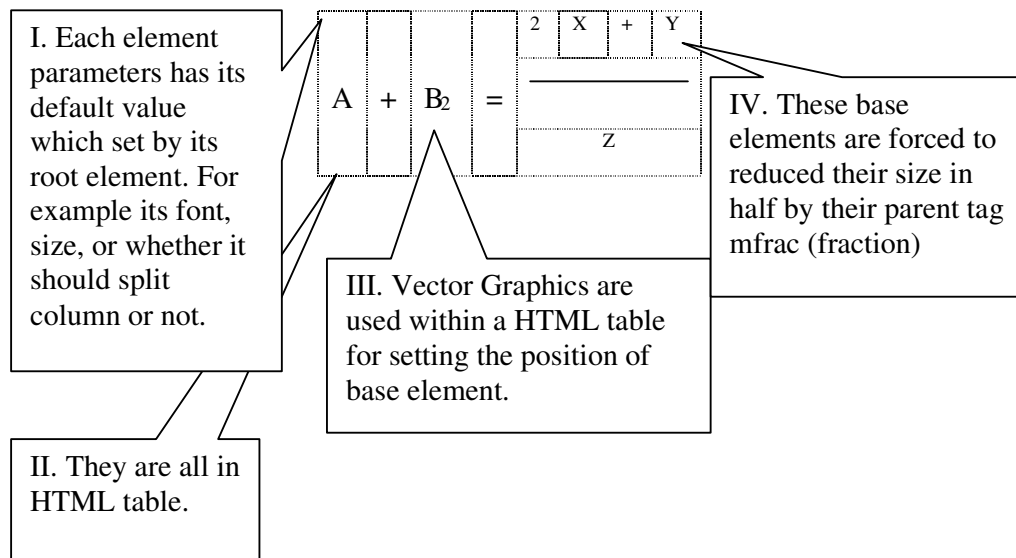 I. Each element
parameters has its
default value
which set by its
root element. For
example its font,
size, or whether it
should split
column or not.
2 X + Y
A + B2 =
Z
IV. These base
elements are forced to
reduced their size in
half by their parent tag
mfrac (fraction)
III. Vector Graphics are
used within a HTML table
for setting the position of
base element.
II. They are all in
HTML table.